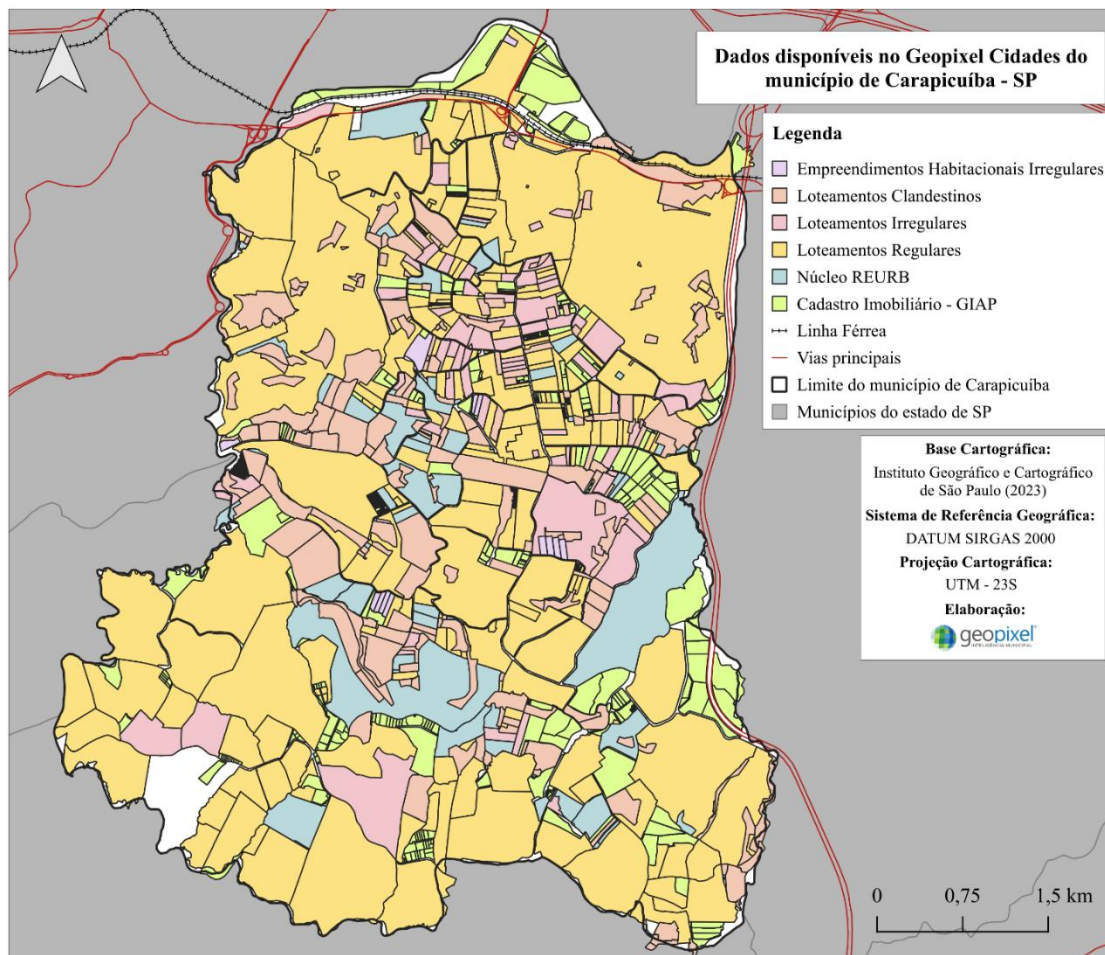 Dados disponíveis no Geopixel Cidades do
município de Carapicuíba - SP
Legenda
Empreendimentos Habitacionais Irregulares
Loteamentos Clandestinos
Loteamentos Irregulares
Loteamentos Regulares
Núcleo REURB
Cadastro Imobiliário - GIAP
Linha Férrea
Vias principais
Limite do município de Carapicuíba
Municípios do estado de SP
Base Cartográfica:
Instituto Geográfico e Cartográfico
de São Paulo (2023)
Sistema de Referência Geográfica:
DATUM SIRGAS 2000
Projeção Cartográfica:
UTM - 23S
Elaboração:
geopixel
INTELIGÊNCIA MUNICIPAL
0 0,75 1,5 km